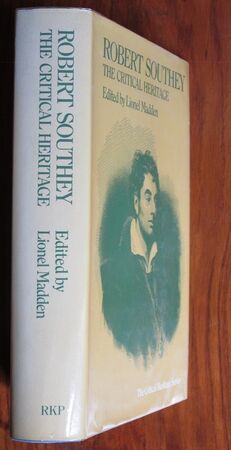 ROBERT SOUTHEY
THE CRITICAL HERITAGE
Edited by
Lionel Madden
RKP
ROBERT SOUTHEY
THE CRITICAL HERITAGE
Edited by Lionel Madden
The Critical Heritage Series